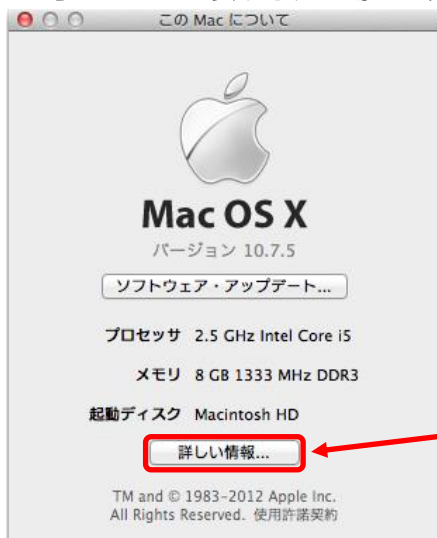 この Mac について
Mac OS X
バージョン 10.7.5
ソフトウェア・アップデート...
プロセッサ 2.5 GHz Intel Core i5
メモリ 8 GB 1333 MHz DDR3
起動ディスク Macintosh HD
詳しい情報...
TM and © 1983-2012 Apple Inc.
All Rights Reserved. 使用許諾契約